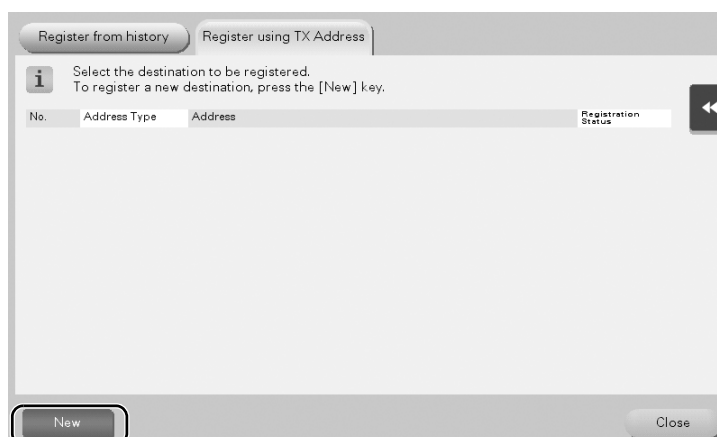 Register from history Register using TX Address
i Select the destination to be registered.
To register a new destination, press the [New] key.
No. Address Type Address Registration
Status
New Close